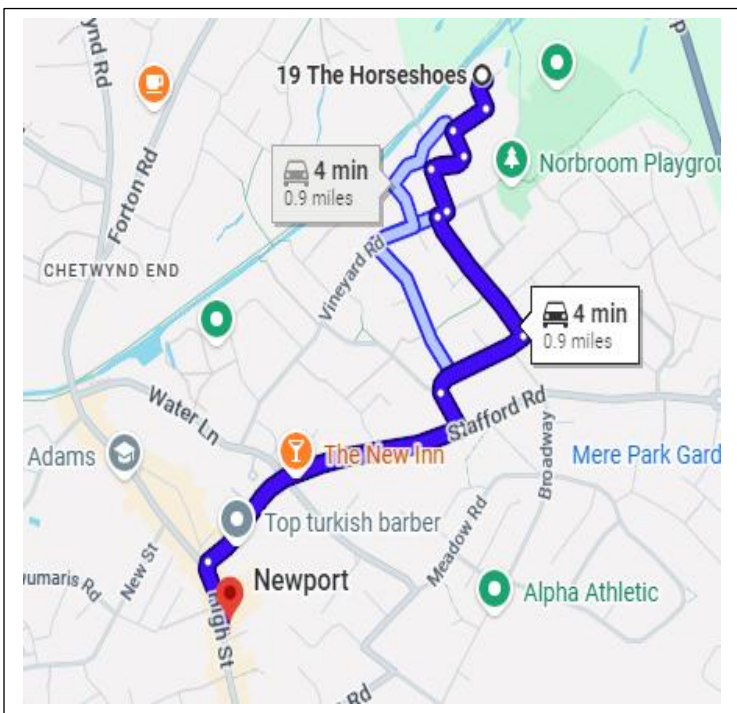 19 The Horseshoes
Forton Rd
4 min
0.9 miles
Norbroom Playgrou
CHETWYND END
Vineyard Rd
4 min
0.9 miles
Water Ln
Stafford Rd
Adams
The New Inn
Broadway
Mere Park Gard
Top turkish barber
Meadow Rd
New St
Newport
Alpha Athletic
High St
Rd